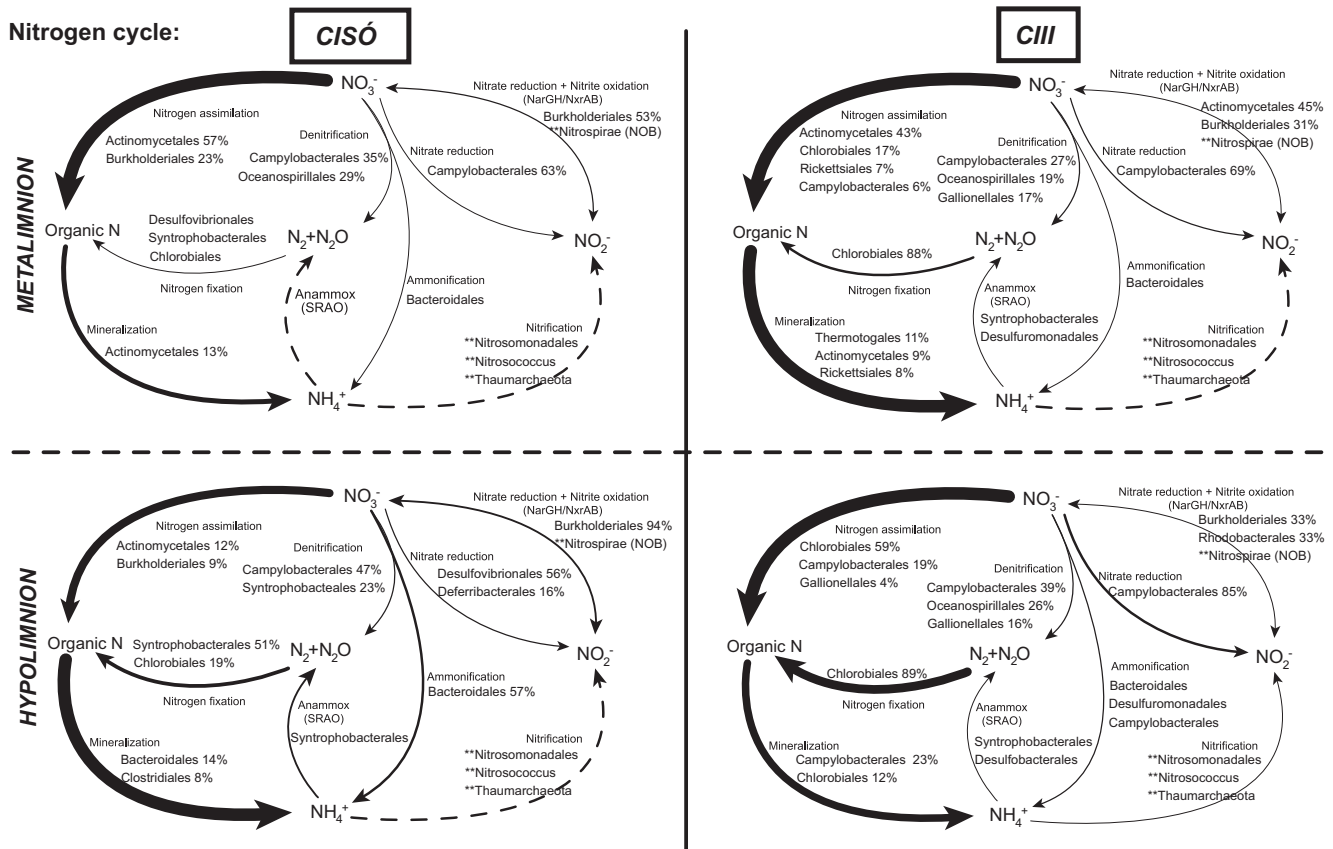 Nitrogen cycle:
CISÓ
CIII
METALIMNION
NO3-
Nitrate reduction + Nitrite oxidation
(NarGH/NxrAB)
Burkholderiales 53%
**Nitrospirae (NOB)
Nitrogen assimilation
Actinomycetales 57%
Burkholderiales 23%
Denitrification
Campylobacterales 35%
Oceanospirillales 29%
Nitrate reduction
Campylobacterales 63%
Organic N
Desulfovibrionales
Syntrophobacterales
Chlorobiales
Nitrogen fixation
N2+N2O
NO2-
Anammox
(SRAO)
Ammonification
Bacteroidales
Mineralization
Actinomycetales 13%
Nitrification
**Nitrosomonadales
**Nitrosococcus
**Thaumarchaeota
NH4+
NO3-
Nitrate reduction + Nitrite oxidation
(NarGH/NxrAB)
Actinomycetales 45%
Burkholderiales 31%
**Nitrospirae (NOB)
Nitrogen assimilation
Actinomycetales 43%
Chlorobiales 17%
Rickettsiales 7%
Campylobacterales 6%
Denitrification
Campylobacterales 27%
Oceanospirillales 19%
Gallionellales 17%
Nitrate reduction
Campylobacterales 69%
Organic N
Chlorobiales 88%
Nitrogen fixation
N2+N2O
NO2-
Anammox
(SRAO)
Syntrophobacterales
Desulfuromonadales
Ammonification
Bacteroidales
Mineralization
Thermotogales 11%
Actinomycetales 9%
Rickettsiales 8%
Nitrification
**Nitrosomonadales
**Nitrosococcus
**Thaumarchaeota
NH4+
HYPOLIMNION
NO3-
Nitrate reduction + Nitrite oxidation
(NarGH/NxrAB)
Burkholderiales 94%
**Nitrospirae (NOB)
Nitrogen assimilation
Actinomycetales 12%
Burkholderiales 9%
Denitrification
Campylobacterales 47%
Syntrophobacteales 23%
Nitrate reduction
Desulfovibrionales 56%
Deferribacterales 16%
Organic N
Syntrophobacterales 51%
Chlorobiales 19%
Nitrogen fixation
N2+N2O
NO2-
Anammox
(SRAO)
Syntrophobacterales
Ammonification
Bacteroidales 57%
Mineralization
Bacteroidales 14%
Clostridiales 8%
Nitrification
**Nitrosomonadales
**Nitrosococcus
**Thaumarchaeota
NH4+
NO3-
Nitrate reduction + Nitrite oxidation
(NarGH/NxrAB)
Burkholderiales 33%
Rhodobacterales 33%
**Nitrospirae (NOB)
Nitrogen assimilation
Chlorobiales 59%
Campylobacterales 19%
Gallionellales 4%
Denitrification
Campylobacterales 39%
Oceanospirillales 26%
Gallionellales 16%
Nitrate reduction
Campylobacterales 85%
Organic N
Chlorobiales 89%
Nitrogen fixation
N2+N2O
NO2-
Anammox
(SRAO)
Syntrophobacterales
Desulfobacterales
Ammonification
Bacteroidales
Desulfuromonadales
Campylobacterales
Mineralization
Campylobacterales 23%
Chlorobiales 12%
Nitrification
**Nitrosomonadales
**Nitrosococcus
**Thaumarchaeota
NH4+